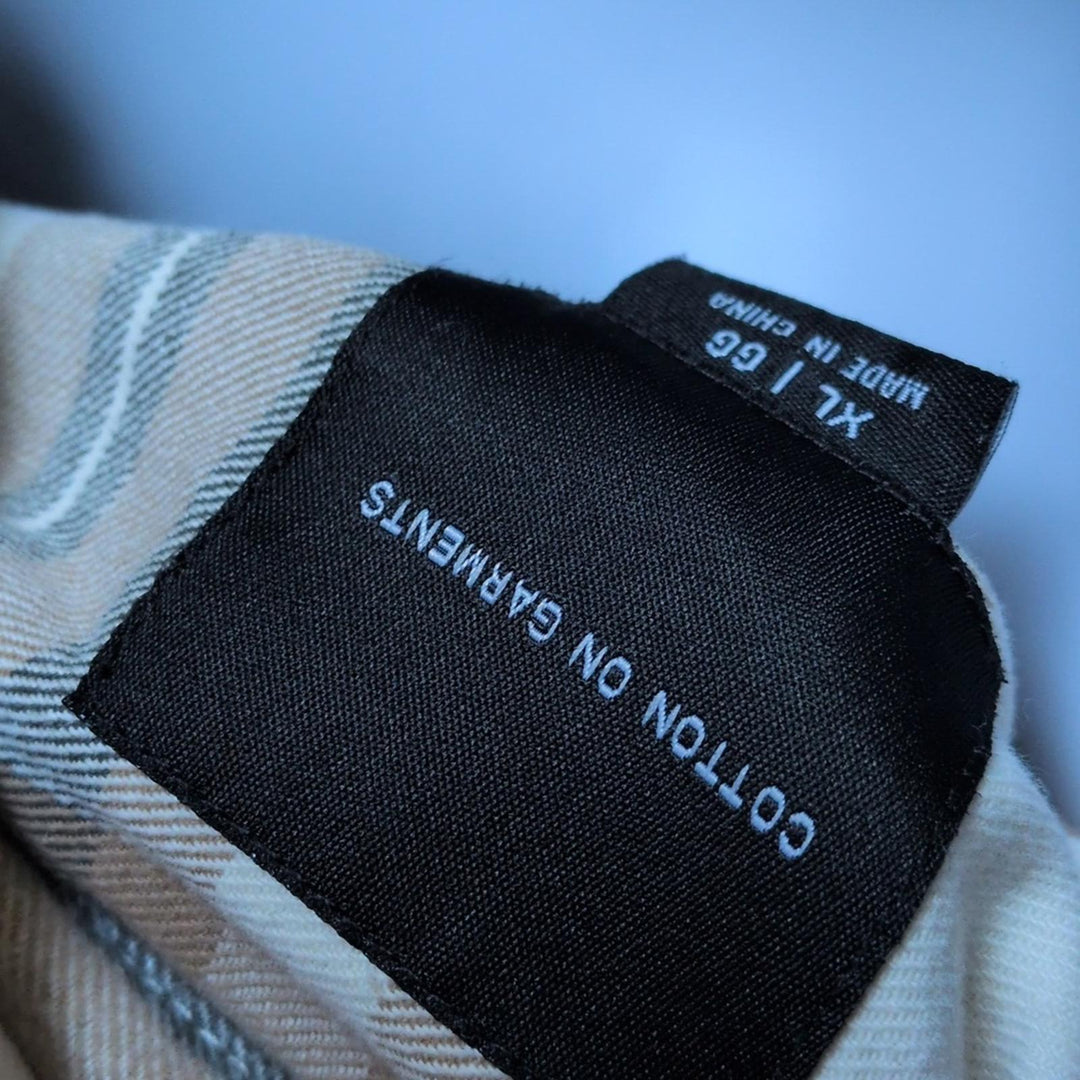 COTTON ON GARMENTS
XL | GG
MADE IN CHINA